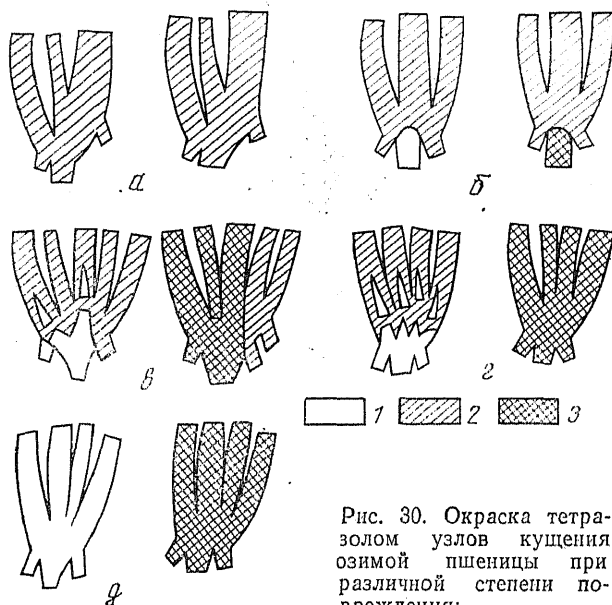 а
б
в
г
1 2 3
д
Рис. 30. Окраска тетра-
золом узлов кущения
озимой пшеницы при
различной степени по-
вреждения: